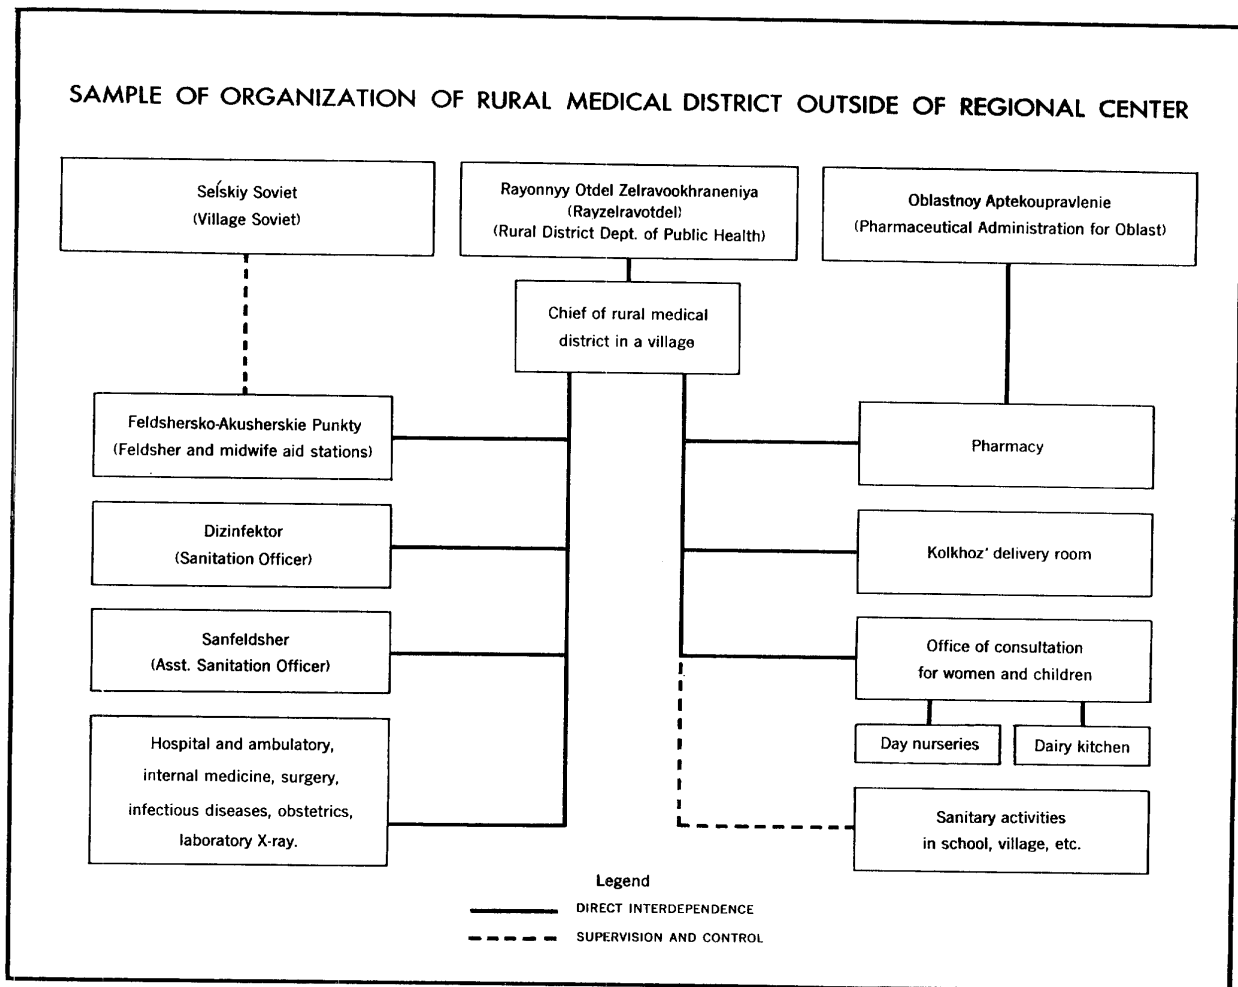 SAMPLE OF ORGANIZATION OF RURAL MEDICAL DISTRICT OUTSIDE OF REGIONAL CENTER
Seĺskiy Soviet
(Village Soviet)
Rayonnyy Otdel Zelravookhraneniya
(Rayzelravotdel)
(Rural District Dept. of Public Health)
Oblastnoy Aptekoupravlenie
(Pharmaceutical Administration for Oblast)
Chief of rural medical
district in a village
Feldshersko-Akusherskie Punkty
(Feldsher and midwife aid stations)
Dizinfektor
(Sanitation Officer)
Sanfeldsher
(Asst. Sanitation Officer)
Hospital and ambulatory,
internal medicine, surgery,
infectious diseases, obstetrics,
laboratory X-ray.
Pharmacy
Kolkhoz' delivery room
Office of consultation
for women and children
Day nurseries
Dairy kitchen
Sanitary activities
in school, village, etc.
Legend
DIRECT INTERDEPENDENCE
SUPERVISION AND CONTROL